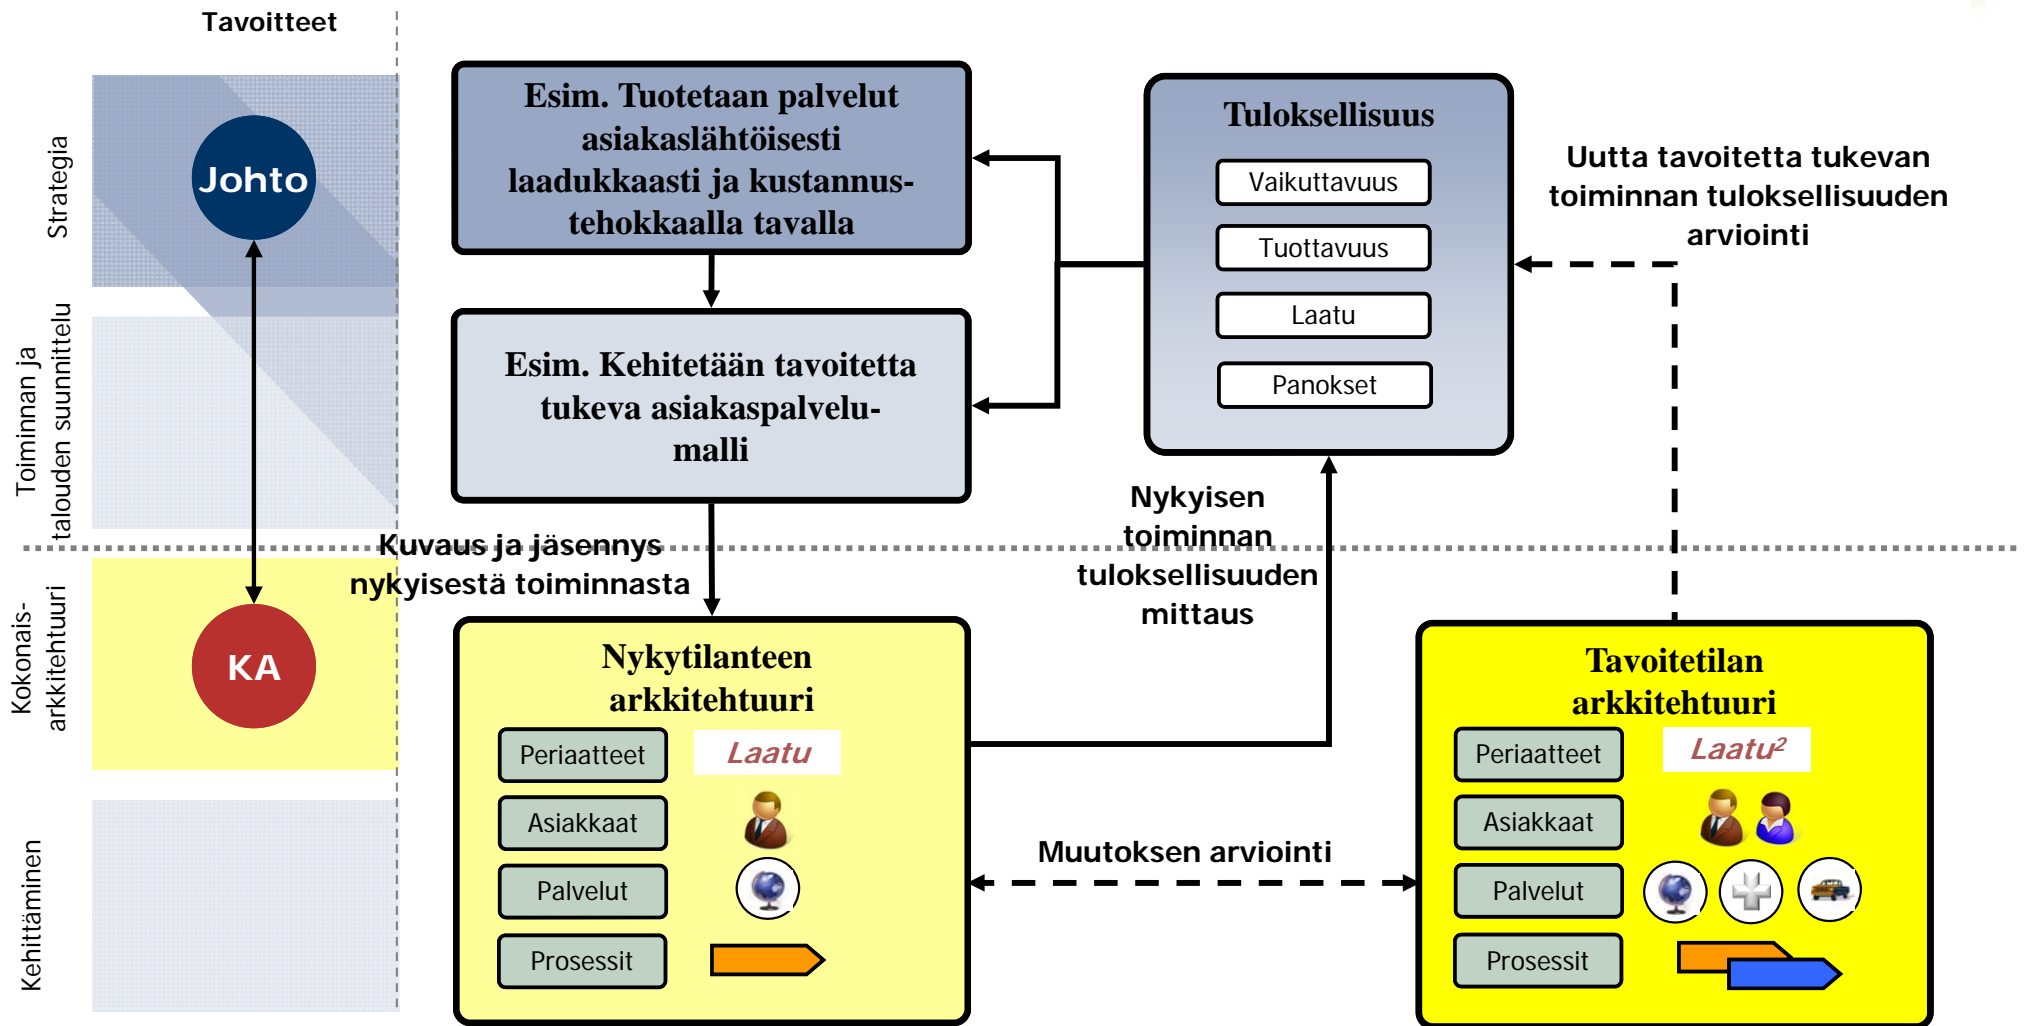 Tavoitteet
Strategia
Toiminnan ja
talouden suunnittelu
Kokonais-
arkkitehtuuri
Kehittäminen
Johto
KA
Esim. Tuotetaan palvelut
asiakaslähtöisesti
laadukkaasti ja kustannus-
tehokkaalla tavalla
Esim. Kehitetään tavoitetta
tukeva asiakaspalvelu-
malli
Tuloksellisuus
Vaikuttavuus
Tuottavuus
Laatu
Panokset
Uutta tavoitetta tukevan
toiminnan tuloksellisuuden
arviointi
Kuvaus ja jäsennys
nykyisestä toiminnasta
Nykyisen
toiminnan
tuloksellisuuden
mittaus
Nykytilanteen
arkkitehtuuri
Periaatteet
Laatu
Asiakkaat
Palvelut
Prosessit
Muutoksen arviointi
Tavoitetilan
arkkitehtuuri
Periaatteet
Laatu²
Asiakkaat
Palvelut
Prosessit